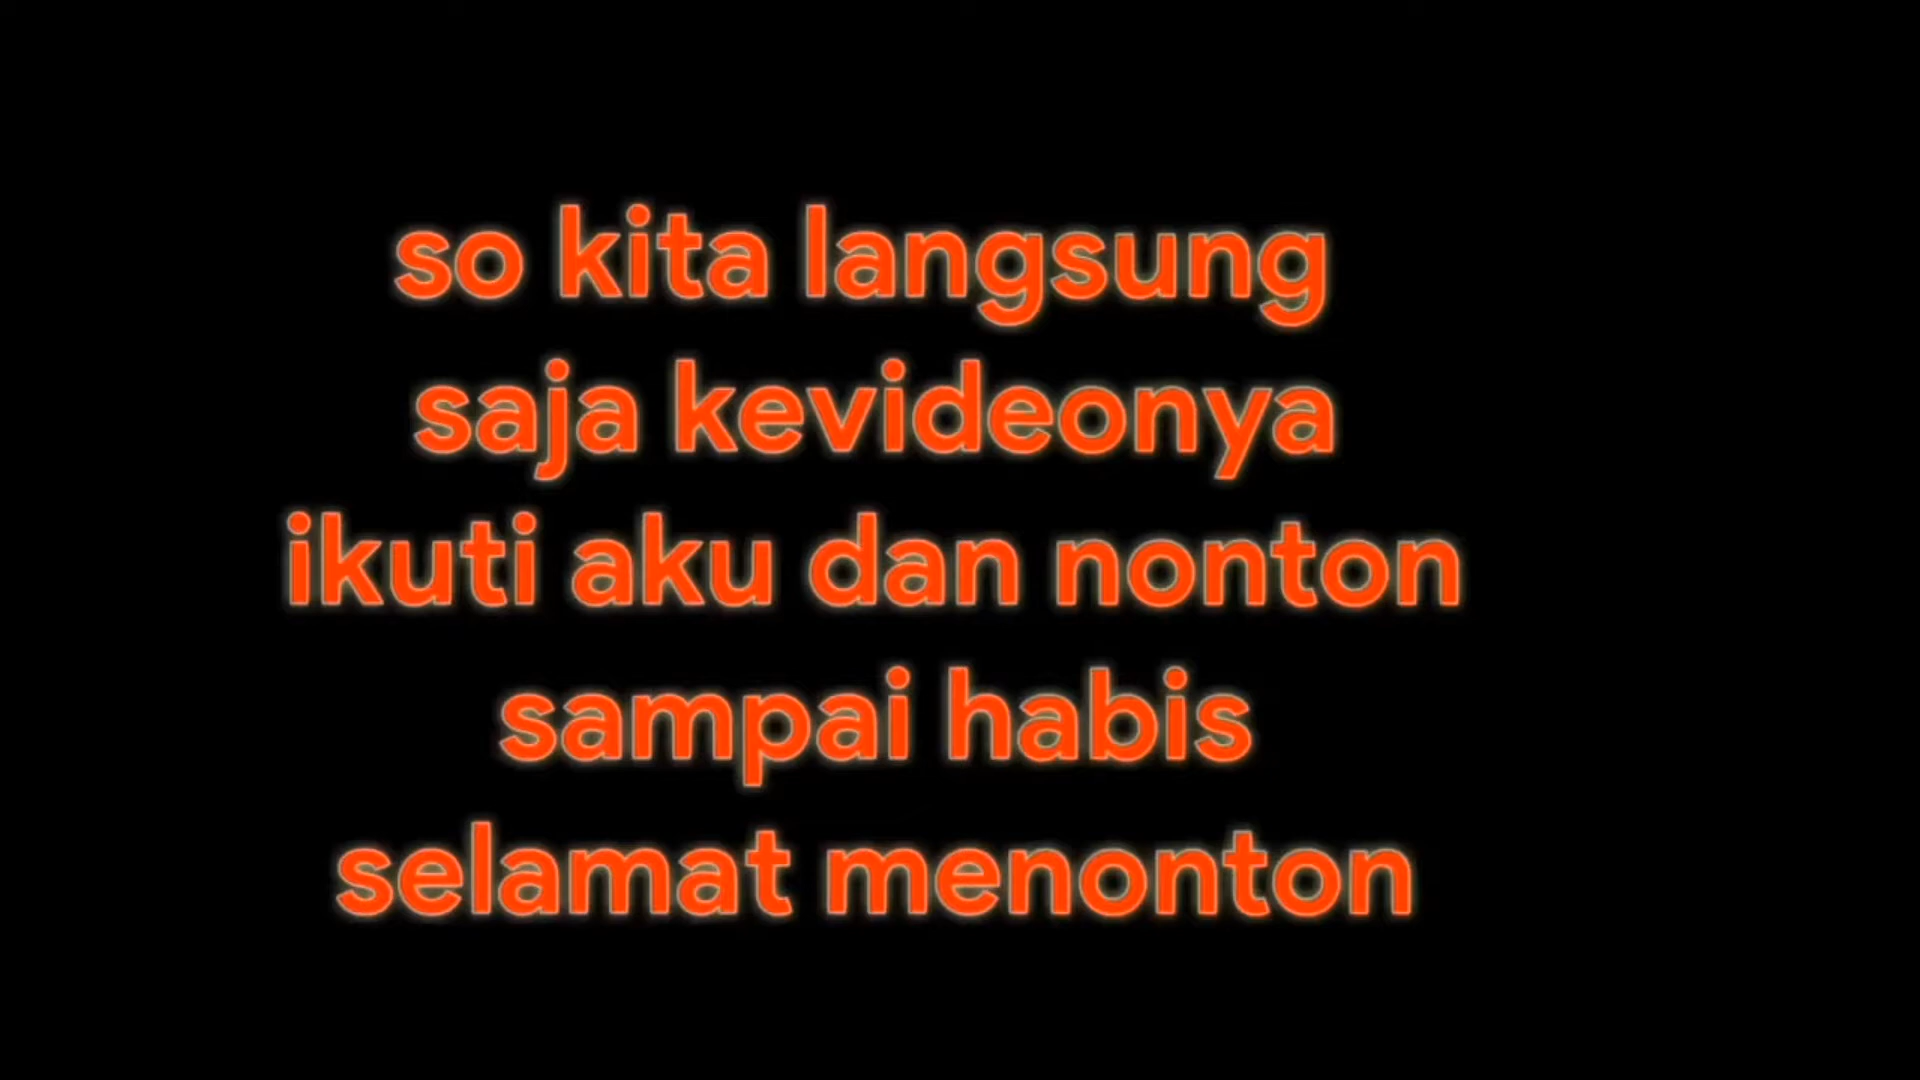 so kita langsung
saja kevideonya
ikuti aku dan nonton
sampai habis
selamat menonton